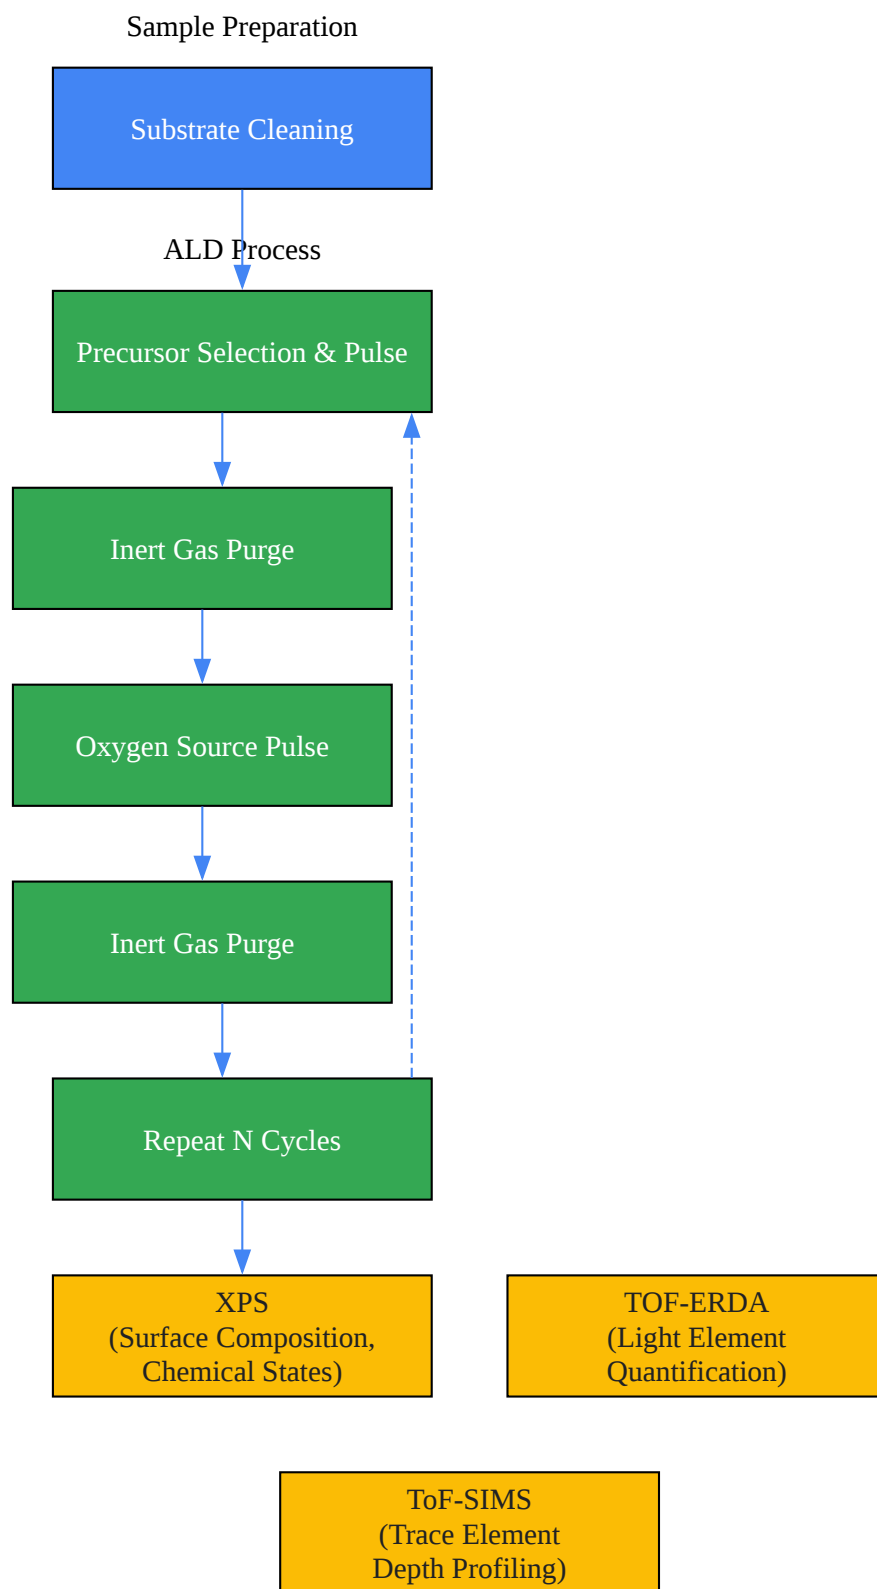 Sample Preparation
Substrate Cleaning
ALD Process
Precursor Selection & Pulse
Inert Gas Purge
Oxygen Source Pulse
Inert Gas Purge
Repeat N Cycles
XPS
(Surface Composition,
Chemical States)
TOF-ERDA
(Light Element
Quantification)
ToF-SIMS
(Trace Element
Depth Profiling)